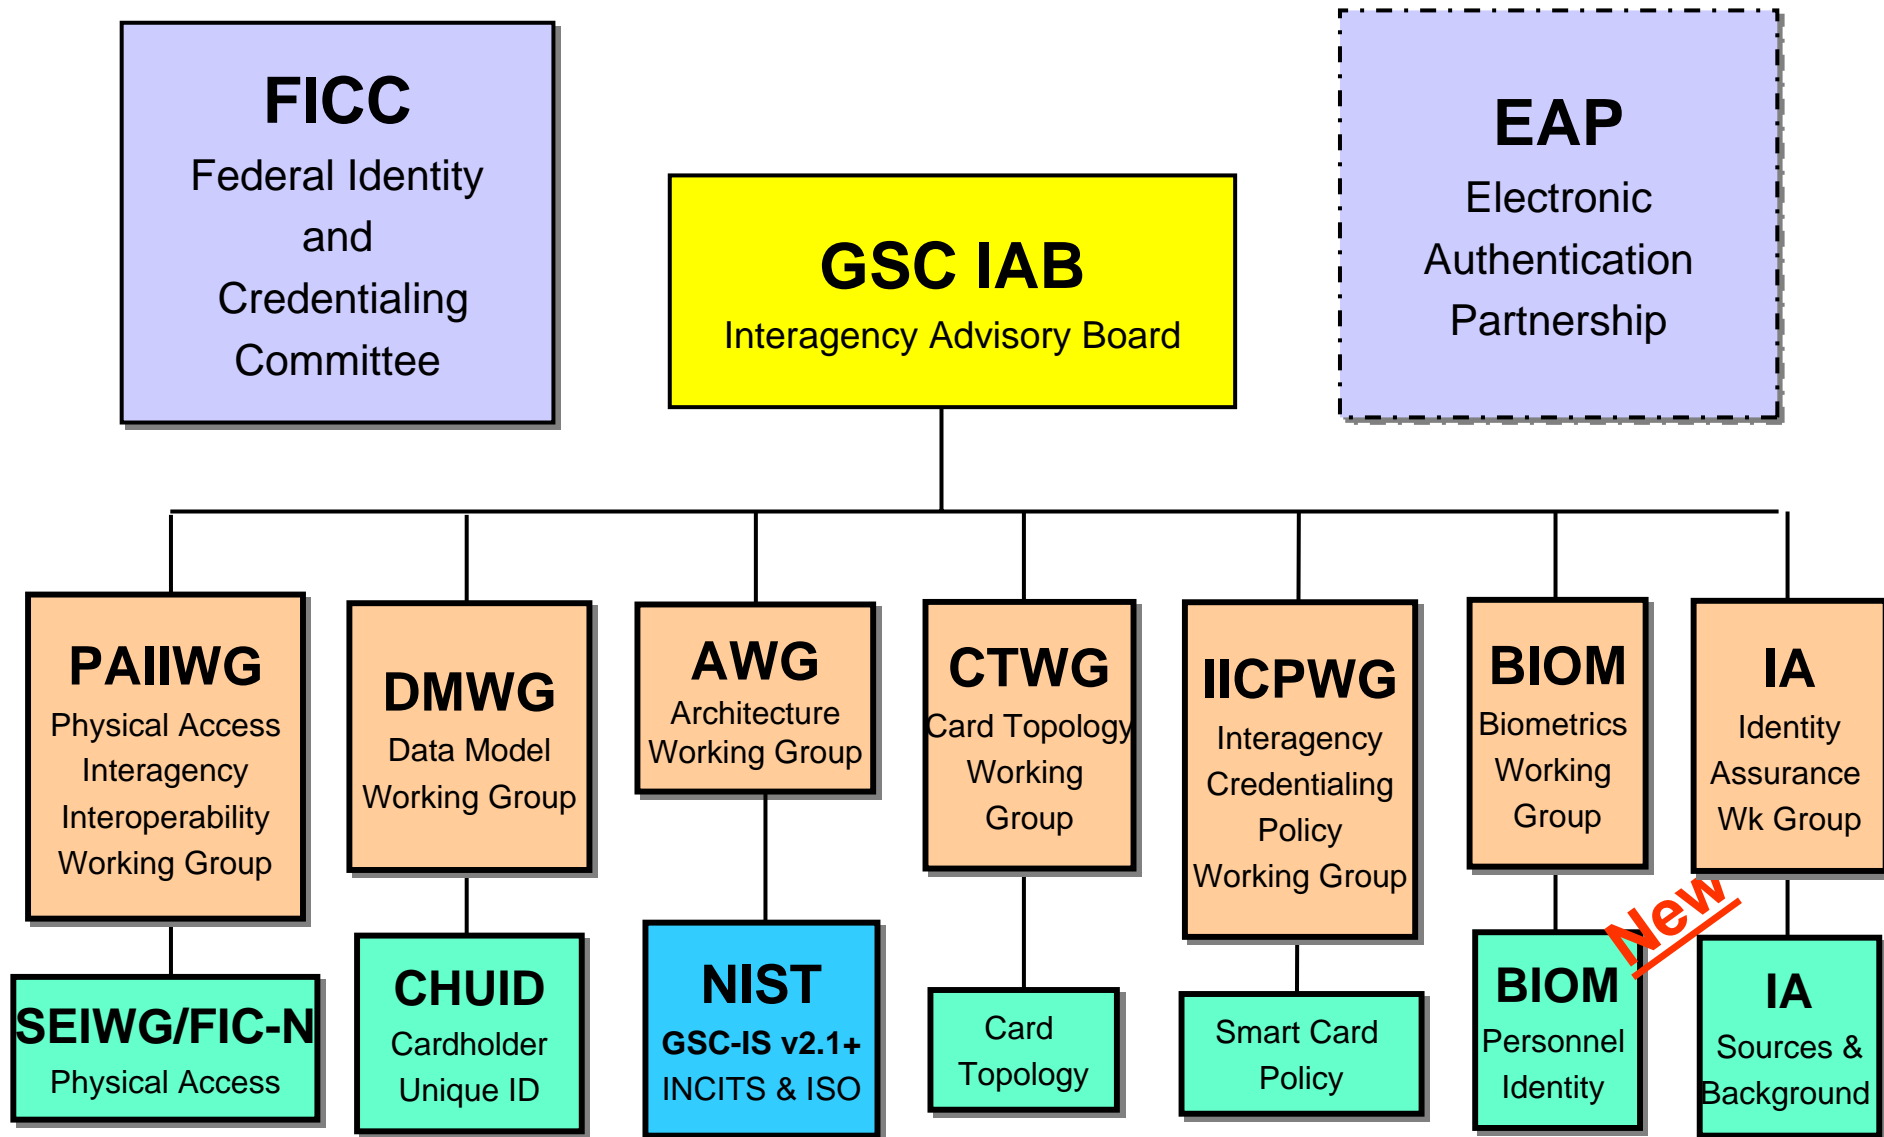 FICC
Federal Identity
and
Credentialing
Committee
GSC IAB
Interagency Advisory Board
EAP
Electronic
Authentication
Partnership
PAIIWG
Physical Access
Interagency
Interoperability
Working Group
DMWG
Data Model
Working Group
AWG
Architecture
Working Group
CTWG
Card Topology
Working
Group
IICPWG
Interagency
Credentialing
Policy
Working Group
BIOM
Biometrics
Working
Group
IA
Identity
Assurance
Wk Group
SEIWG/FIC-N
Physical Access
CHUID
Cardholder
Unique ID
NIST
GSC-IS v2.1+
INCITS & ISO
Card
Topology
Smart Card
Policy
BIOM
Personnel
Identity
New
IA
Sources &
Background